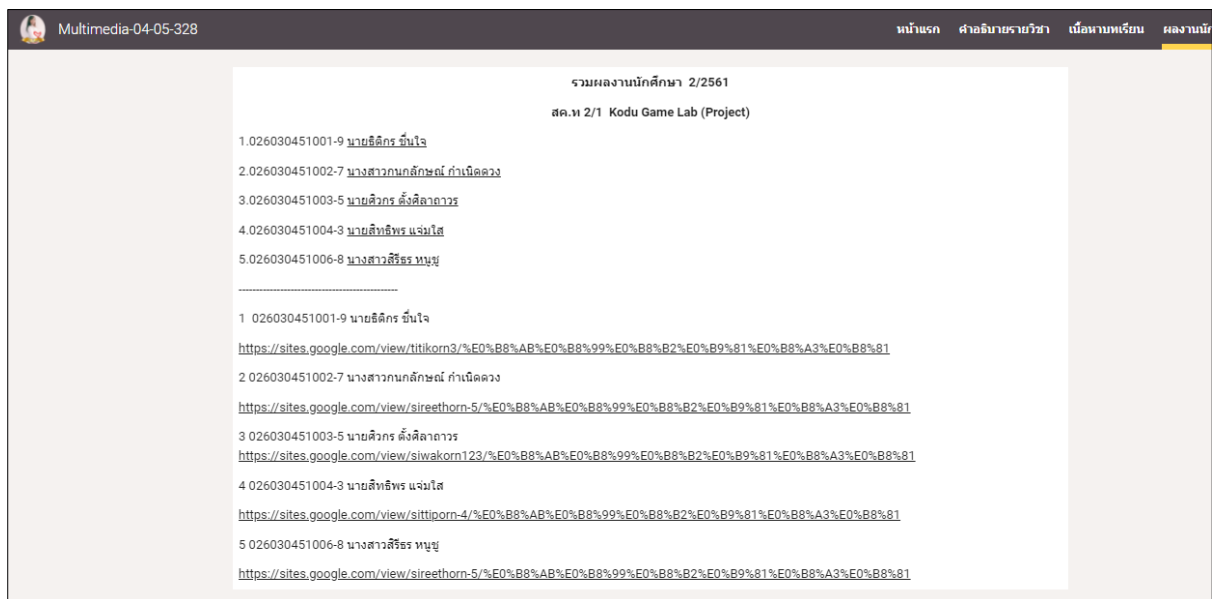 Multimedia-04-05-328
หน้าแรก คำอธิบายรายวิชา เนื้อหาบทเรียน ผลงานนัก
รวมผลงานนักศึกษา 2/2561
สค.ท 2/1 Kodu Game Lab (Project)
1.026030451001-9 นายธิติกร ชื่นใจ
2.026030451002-7 นางสาวกนกลักษณ์ กำเนิดดวง
3.026030451003-5 นายศิวกร ตั้งศิลาถาวร
4.026030451004-3 นายสิทธิพร แจ่มใส
5.026030451006-8 นางสาวสิรีธร หนูชู
----------------------------------------------
1 026030451001-9 นายธิติกร ชื่นใจ
https://sites.google.com/view/titikorn3/%E0%B8%AB%E0%B8%99%E0%B8%B2%E0%B9%81%E0%B8%A3%E0%B8%81
2 026030451002-7 นางสาวกนกลักษณ์ กำเนิดดวง
https://sites.google.com/view/sireethorn-5/%E0%B8%AB%E0%B8%99%E0%B8%B2%E0%B9%81%E0%B8%A3%E0%B8%81
3 026030451003-5 นายศิวกร ตั้งศิลาถาวร
https://sites.google.com/view/siwakorn123/%E0%B8%AB%E0%B8%99%E0%B8%B2%E0%B9%81%E0%B8%A3%E0%B8%81
4 026030451004-3 นายสิทธิพร แจ่มใส
https://sites.google.com/view/sittiporn-4/%E0%B8%AB%E0%B8%99%E0%B8%B2%E0%B9%81%E0%B8%A3%E0%B8%81
5 026030451006-8 นางสาวสิรีธร หนูชู
https://sites.google.com/view/sireethorn-5/%E0%B8%AB%E0%B8%99%E0%B8%B2%E0%B9%81%E0%B8%A3%E0%B8%81